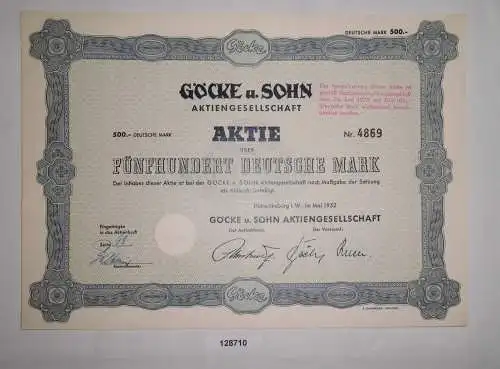 DEUTSCHE MARK 500.-
Göcke
GÖCKE u. SOHN
AKTIENGESELLSCHAFT
500.- DEUTSCHE MARK
AKTIE
Nr. 4869
ÜBER
FÜNFHUNDERT DEUTSCHE MARK
Der Inhaber dieser Aktie ist bei der GÖCKE u. SOHN Aktiengesellschaft nach Maßgabe der Satzung
als Aktionär beteiligt.
Hohenlimburg i. W., im Mai 1952
GÖCKE u. SOHN AKTIENGESELLSCHAFT
Eingetragen
in das Aktienbuch
Der Aufsichtsrat:
Der Vorstand:
Seite
Göcke
128710